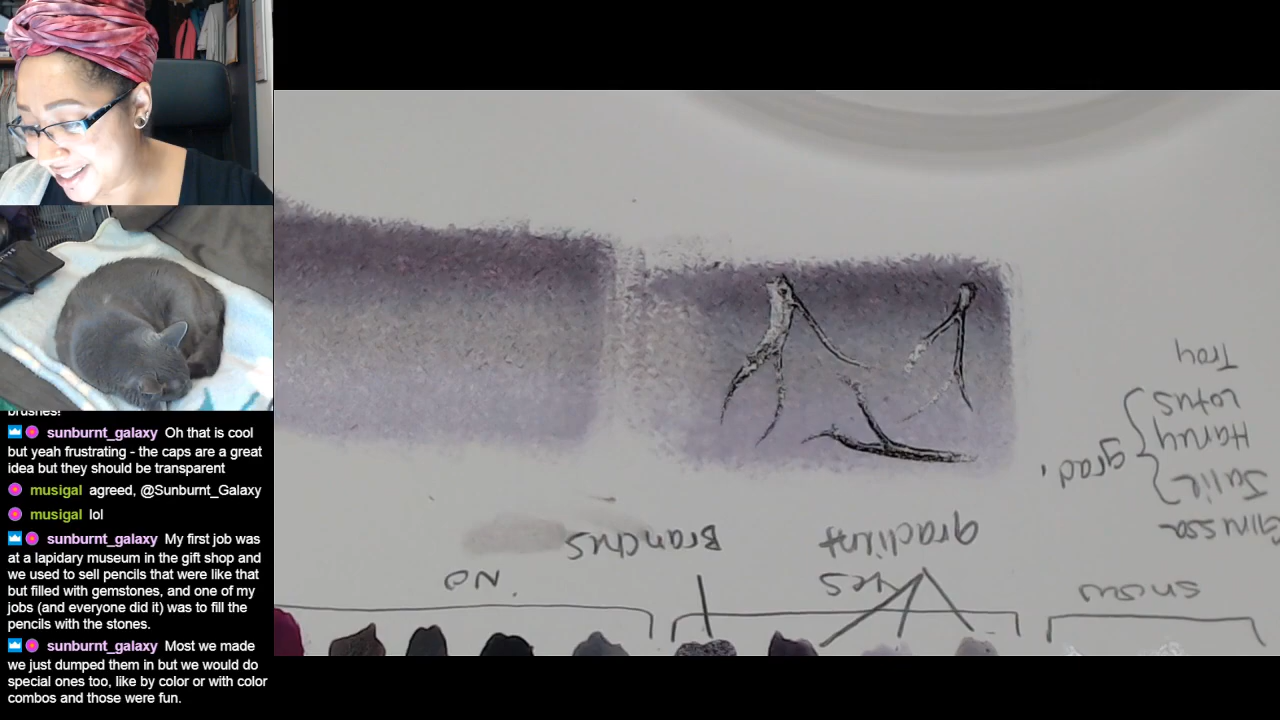 brushes!
sunburnt_galaxy Oh that is cool
but yeah frustrating - the caps are a great
idea but they should be transparent
musigal agreed, @Sunburnt_Galaxy
musigal lol
sunburnt_galaxy My first job was
at a lapidary museum in the gift shop and
we used to sell pencils that were like that
but filled with gemstones, and one of my
jobs (and everyone did it) was to fill the
pencils with the stones.
sunburnt_galaxy Most we made
we just dumped them in but we would do
special ones too, like by color or with color
combos and those were fun.
Troy
Lotus
Harvy
grad.
Julie
gradient
Branches
yes
NO